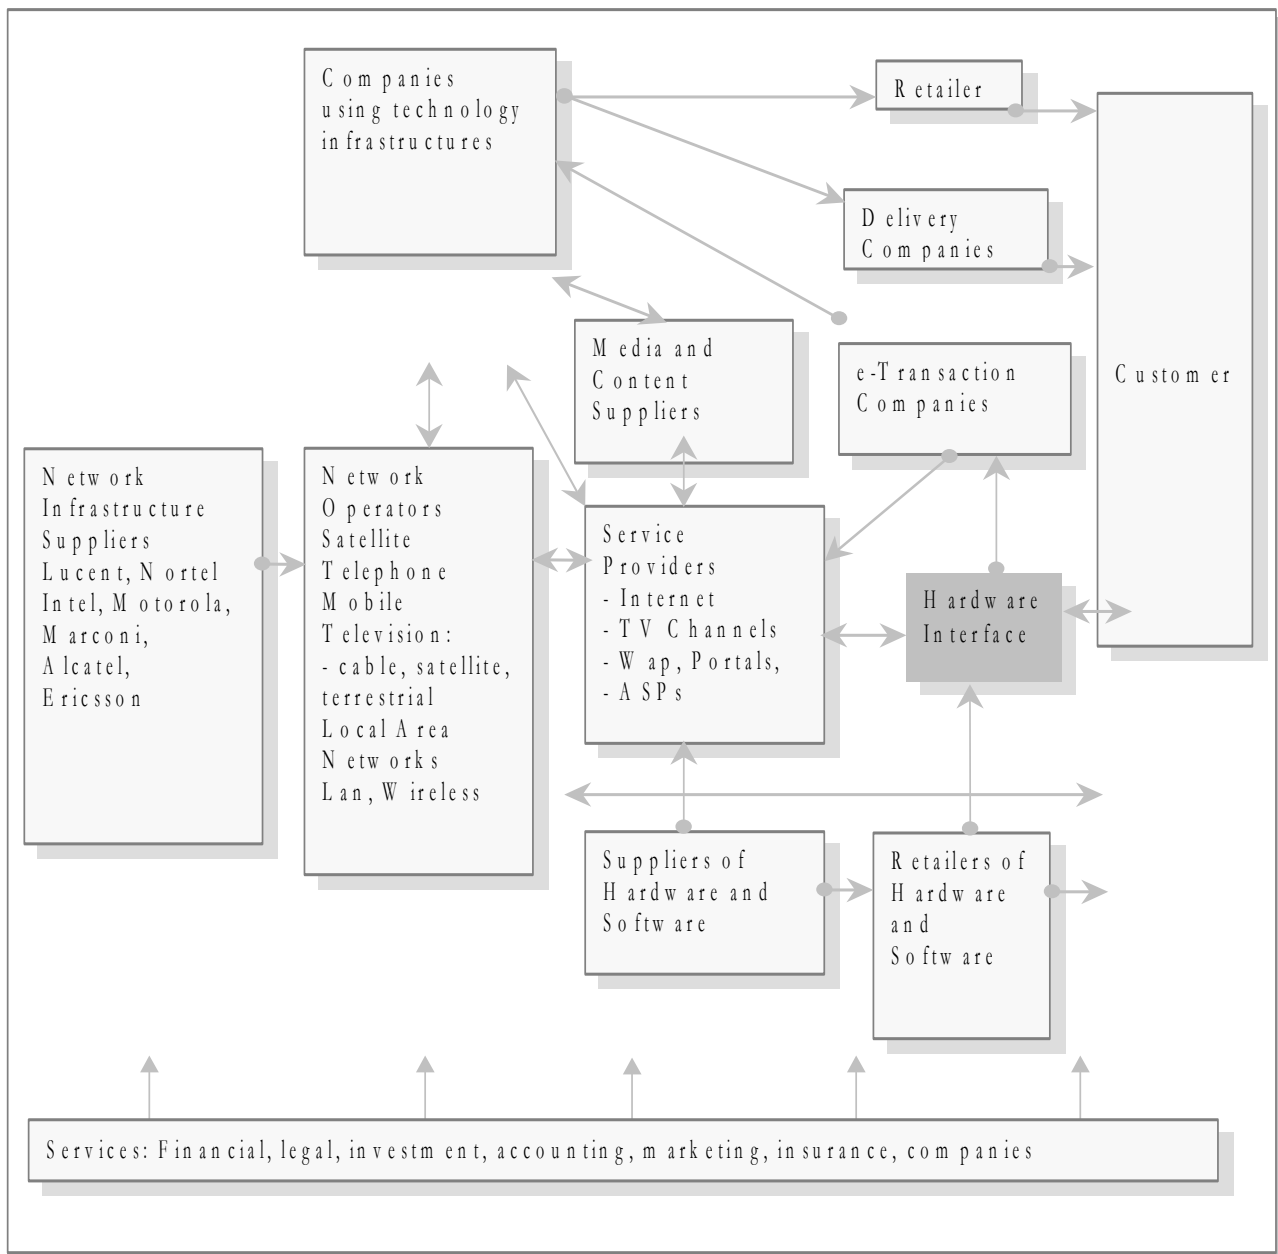 Companies
using technology
infrastructures
Retailer
Delivery
Companies
Media and
Content
Suppliers
e-Transaction
Companies
Customer
Network
Infrastructure
Suppliers
Lucent, Nortel
Intel, Motorola,
Marconi,
Alcatel,
Ericsson
Network
Operators
Satellite
Telephone
Mobile
Television:
- cable, satellite,
terrestrial
Local Area
Networks
Lan, Wireless
Service
Providers
- Internet
- TV Channels
- Wap, Portals,
- ASPs
Hardware
Interface
Suppliers of
Hardware and
Software
Retailers of
Hardware
and
Software
Services: Financial, legal, investment, accounting, marketing, insurance, companies